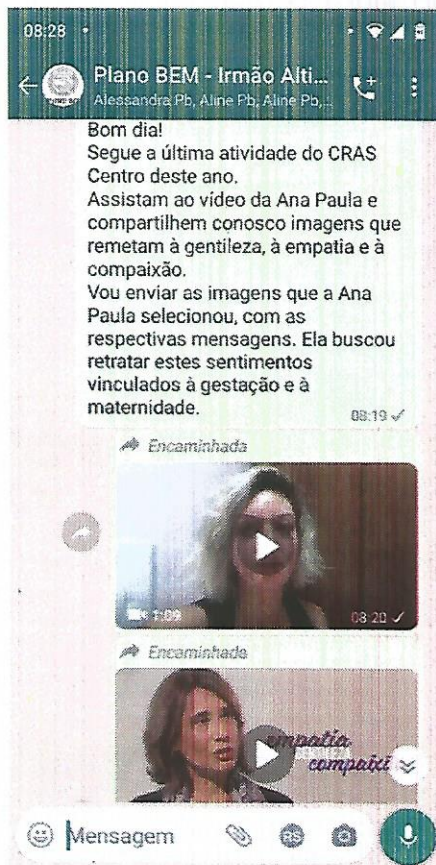 08:28
Plano BEM - Irmão Alti...
Alessandra Pb, Aline Pb, Aline Pb,...
Bom dia!
Segue a última atividade do CRAS
Centro deste ano.
Assistam ao vídeo da Ana Paula e
compartilhem conosco imagens que
remetam à gentileza, à empatia e à
compaixão.
Vou enviar as imagens que a Ana
Paula selecionou, com as
respectivas mensagens. Ela buscou
retratar estes sentimentos
vinculados à gestação e à
maternidade.
08:19
Encaminhada
1:09
08:20
Encaminhada
empatia
compaixi
Mensagem